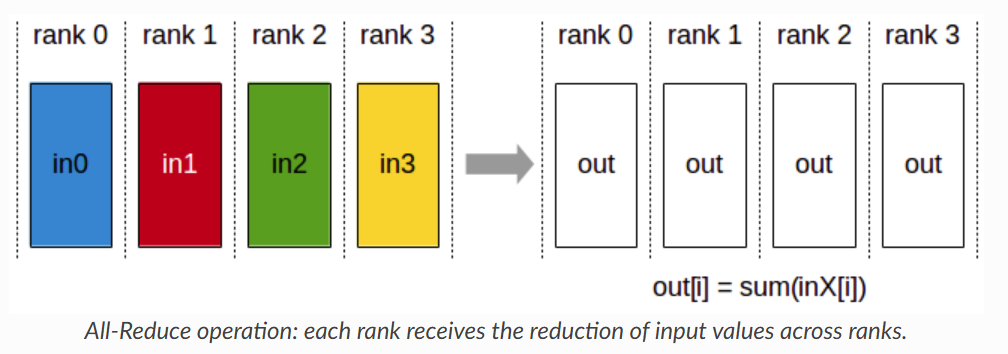 rank 0 rank 1 rank 2 rank 3 rank 0 rank 1 rank 2 rank 3
in0 in1 in2 in3 out out out out
out[i] = sum(inX[i])
All-Reduce operation: each rank receives the reduction of input values across ranks.